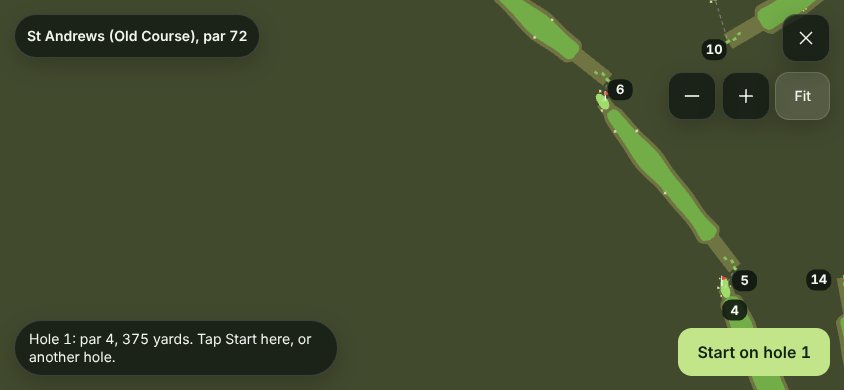 St Andrews (Old Course), par 72
10
6
Fit
5
14
4
Hole 1: par 4, 375 yards. Tap Start here, or
another hole.
Start on hole 1